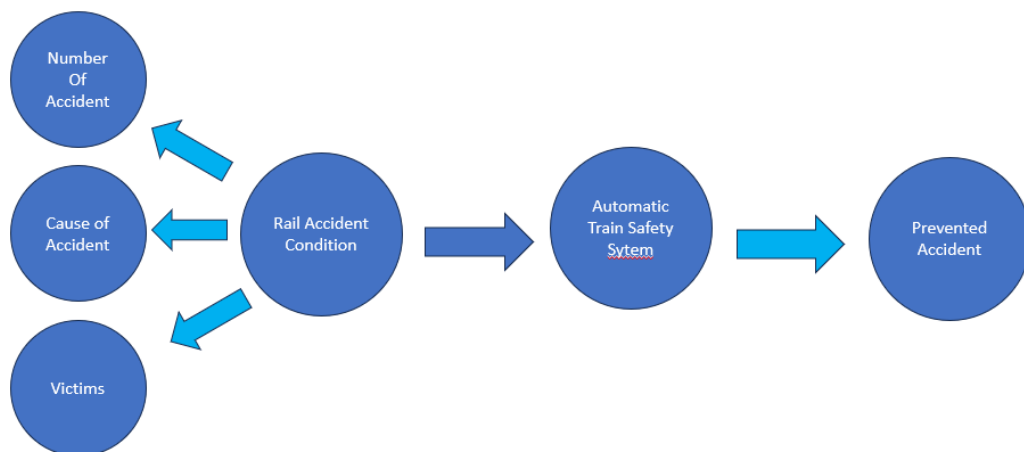 Number
Of
Accident
Cause of
Accident
Victims
Rail Accident
Condition
Automatic
Train Safety
Sytem
Prevented
Accident